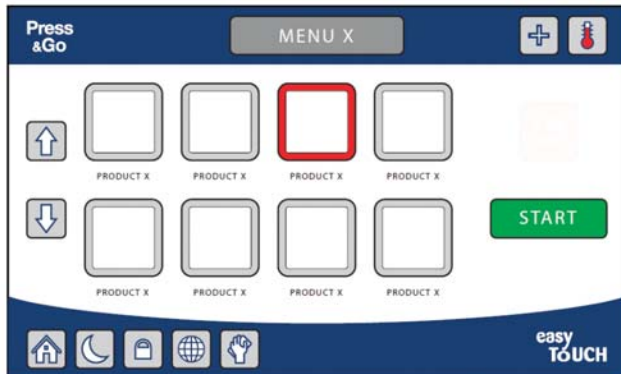 Press
&Go
MENU X
PRODUCT X PRODUCT X PRODUCT X PRODUCT X
START
PRODUCT X PRODUCT X PRODUCT X PRODUCT X
easy
TOUCH